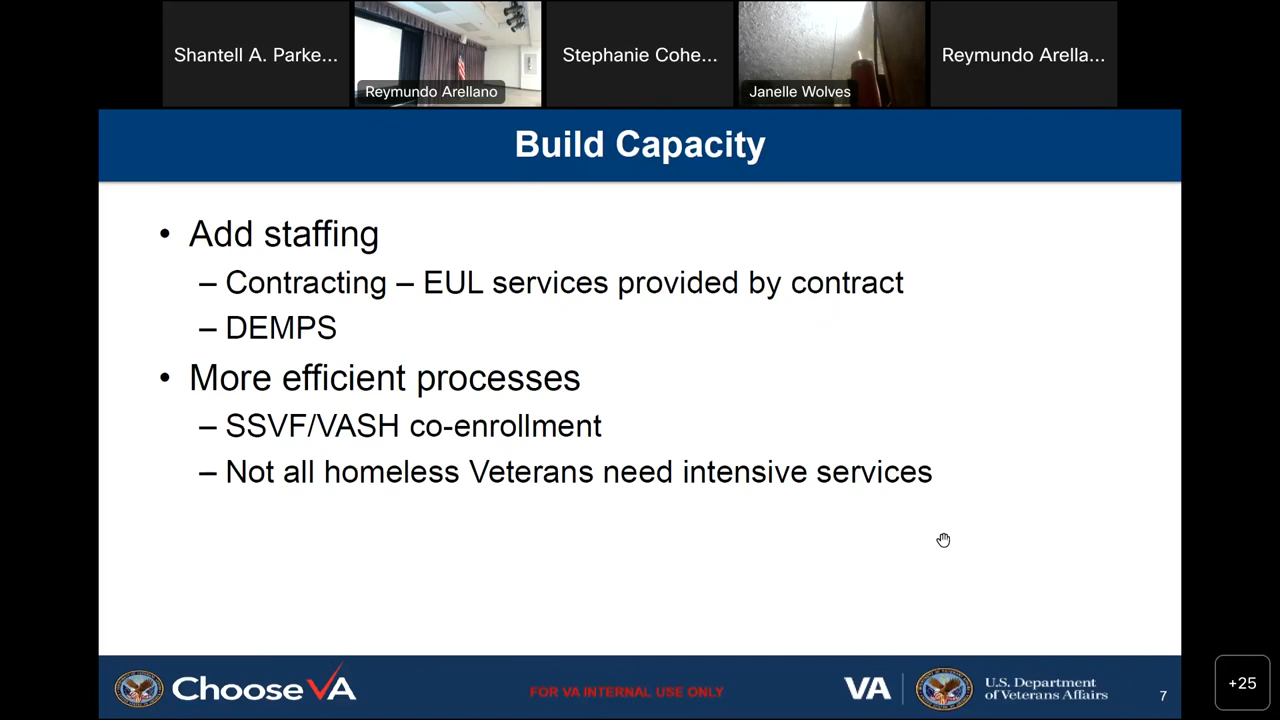 Shantell A. Parke...
Reymundo Arellano
Stephanie Cohe...
Janelle Wolves
Reymundo Arella...
Build Capacity
• Add staffing
– Contracting – EUL services provided by contract
– DEMPS
• More efficient processes
– SSVF/VASH co-enrollment
– Not all homeless Veterans need intensive services
ChooseVA
FOR VA INTERNAL USE ONLY
VA
U.S. Department
of Veterans Affairs
7
+25